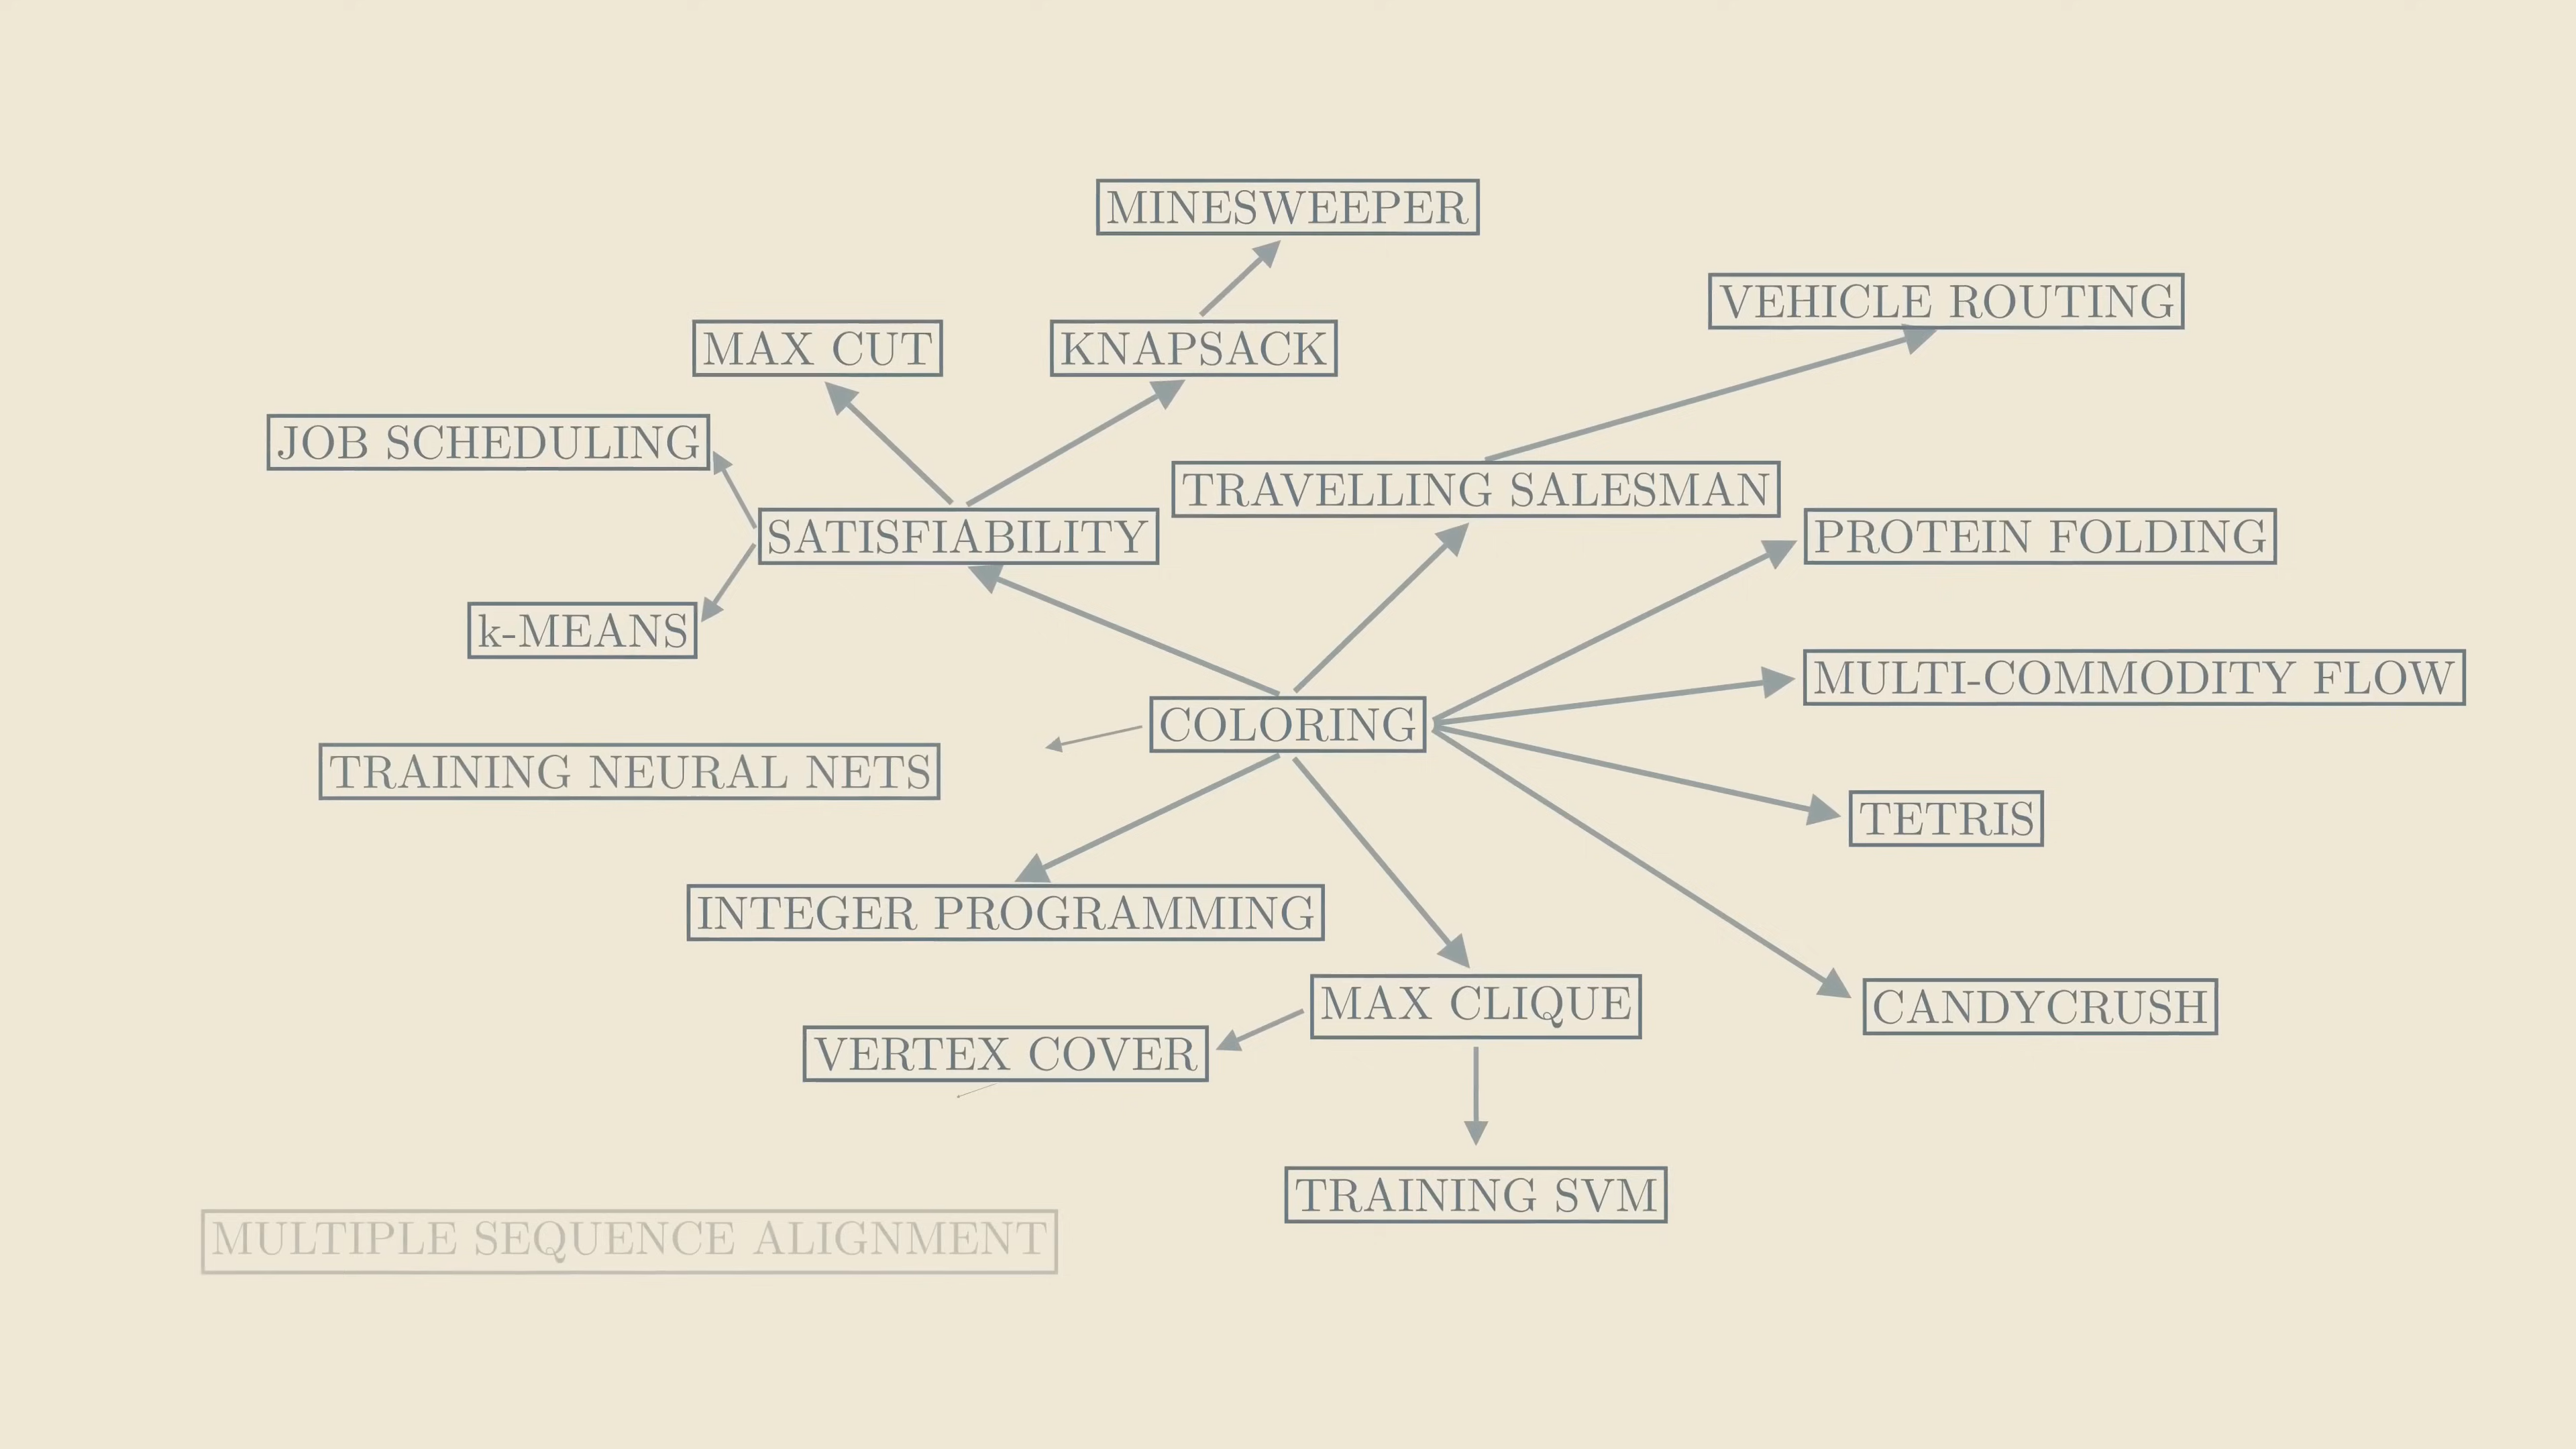 MINESWEEPER
VEHICLE ROUTING
MAX CUT
KNAPSACK
JOB SCHEDULING
TRAVELLING SALESMAN
SATISFIABILITY
PROTEIN FOLDING
k-MEANS
MULTI-COMMODITY FLOW
COLORING
TRAINING NEURAL NETS
TETRIS
INTEGER PROGRAMMING
MAX CLIQUE
CANDYCRUSH
VERTEX COVER
TRAINING SVM
MULTIPLE SEQUENCE ALIGNMENT